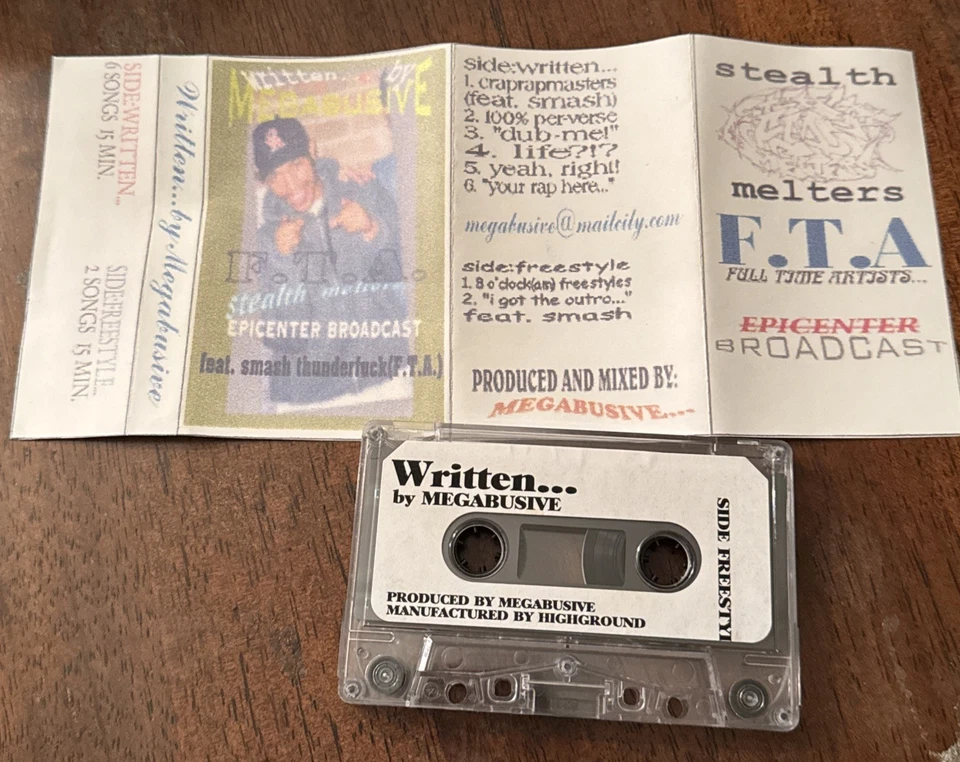 SIDE:WRITTEN...
6 SONGS 15 MIN.
SIDE:FREESTYLE...
2 SONGS 15 MIN.
Written...by Megabusive
written... by
MEGABUSIVE
F.T.A.
stealth melters
EPICENTER BROADCAST
feat. smash thunderfuck(F.T.A.)
side:written...
1. craprapmasters
(feat. smash)
2. 100% per-verse
3. "dub-me!"
4. life?!?
5. yeah, right!
6. "your rap here..."
megabusive@mailcity.com
side:freestyle
1. 8 o'clock(am) freestyles
2. "i got the outro..."
feat. smash
PRODUCED AND MIXED BY:
MEGABUSIVE....
stealth
melters
F.T.A
FULL TIME ARTISTS...
EPICENTER
BROADCAST
Written...
by MEGABUSIVE
PRODUCED BY MEGABUSIVE
MANUFACTURED BY HIGHGROUND
SIDE FREESTYL